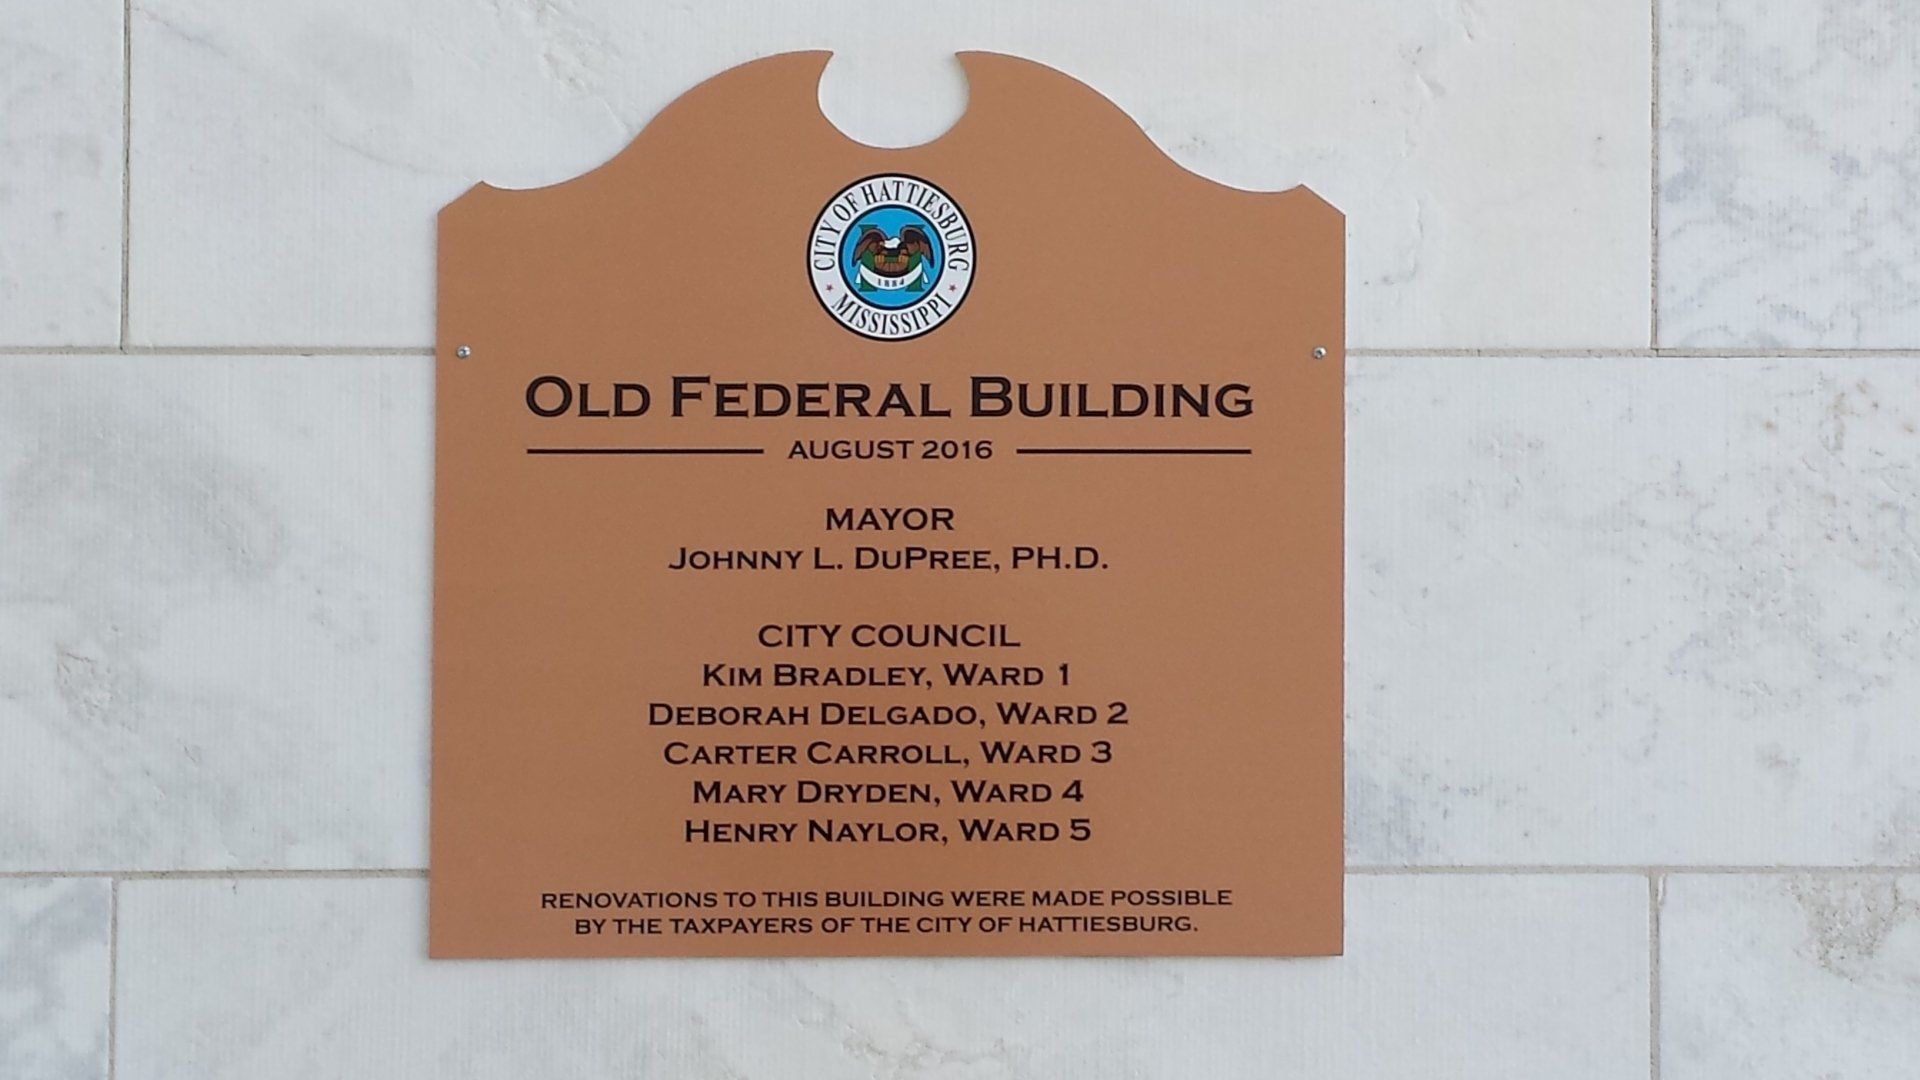 CITY OF HATTIESBURG
1884
MISSISSIPPI
OLD FEDERAL BUILDING
AUGUST 2016
MAYOR
JOHNNY L. DUPREE, PH.D.
CITY COUNCIL
KIM BRADLEY, WARD 1
DEBORAH DELGADO, WARD 2
CARTER CARROLL, WARD 3
MARY DRYDEN, WARD 4
HENRY NAYLOR, WARD 5
RENOVATIONS TO THIS BUILDING WERE MADE POSSIBLE
BY THE TAXPAYERS OF THE CITY OF HATTIESBURG.